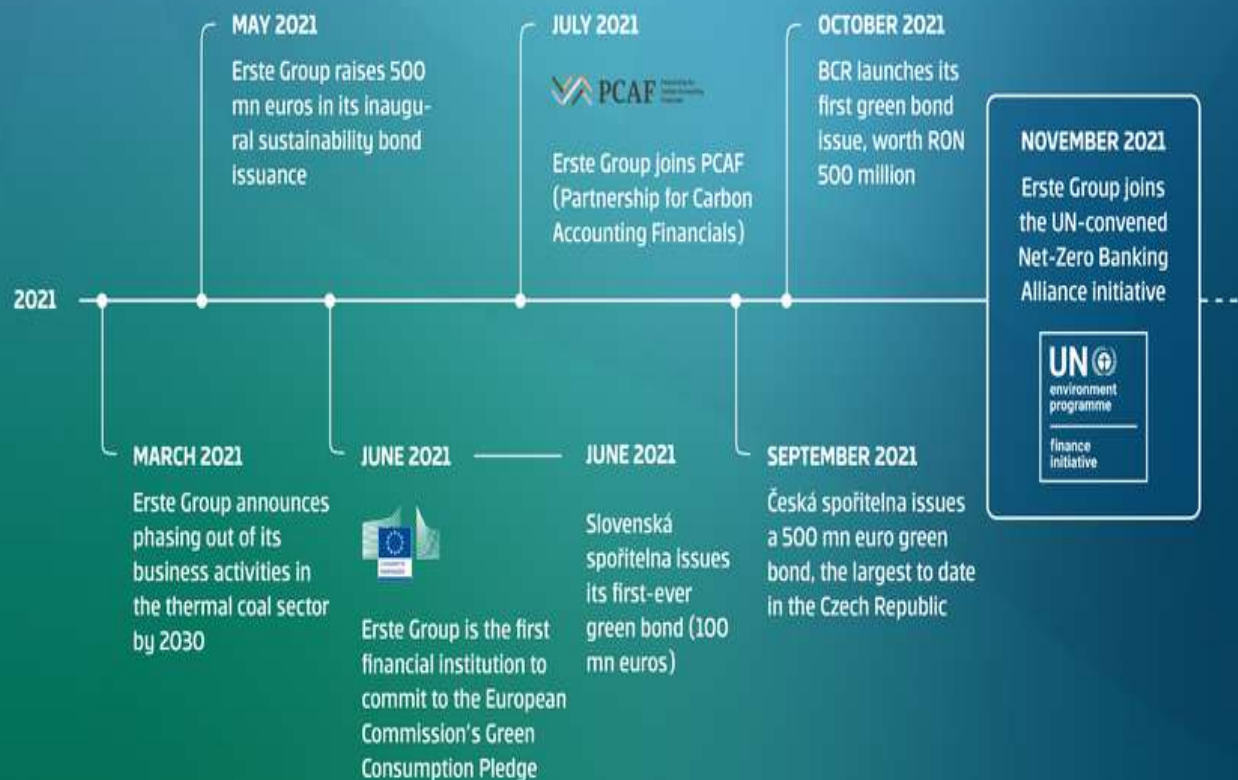 MAY 2021
Erste Group raises 500
mn euros in its inaugu-
ral sustainability bond
issuance
JULY 2021
PCAF
Erste Group joins PCAF
(Partnership for Carbon
Accounting Financials)
OCTOBER 2021
BCR launches its
first green bond
issue, worth RON
500 million
NOVEMBER 2021
Erste Group joins
the UN-convened
Net-Zero Banking
Alliance initiative
UN
environment
programme
finance
initiative
2021
MARCH 2021
Erste Group announces
phasing out of its
business activities in
the thermal coal sector
by 2030
JUNE 2021
Erste Group is the first
financial institution to
commit to the European
Commission's Green
Consumption Pledge
JUNE 2021
Slovenská
spořitelna issues
its first-ever
green bond (100
mn euros)
SEPTEMBER 2021
Česká spořitelna issues
a 500 mn euro green
bond, the largest to date
in the Czech Republic